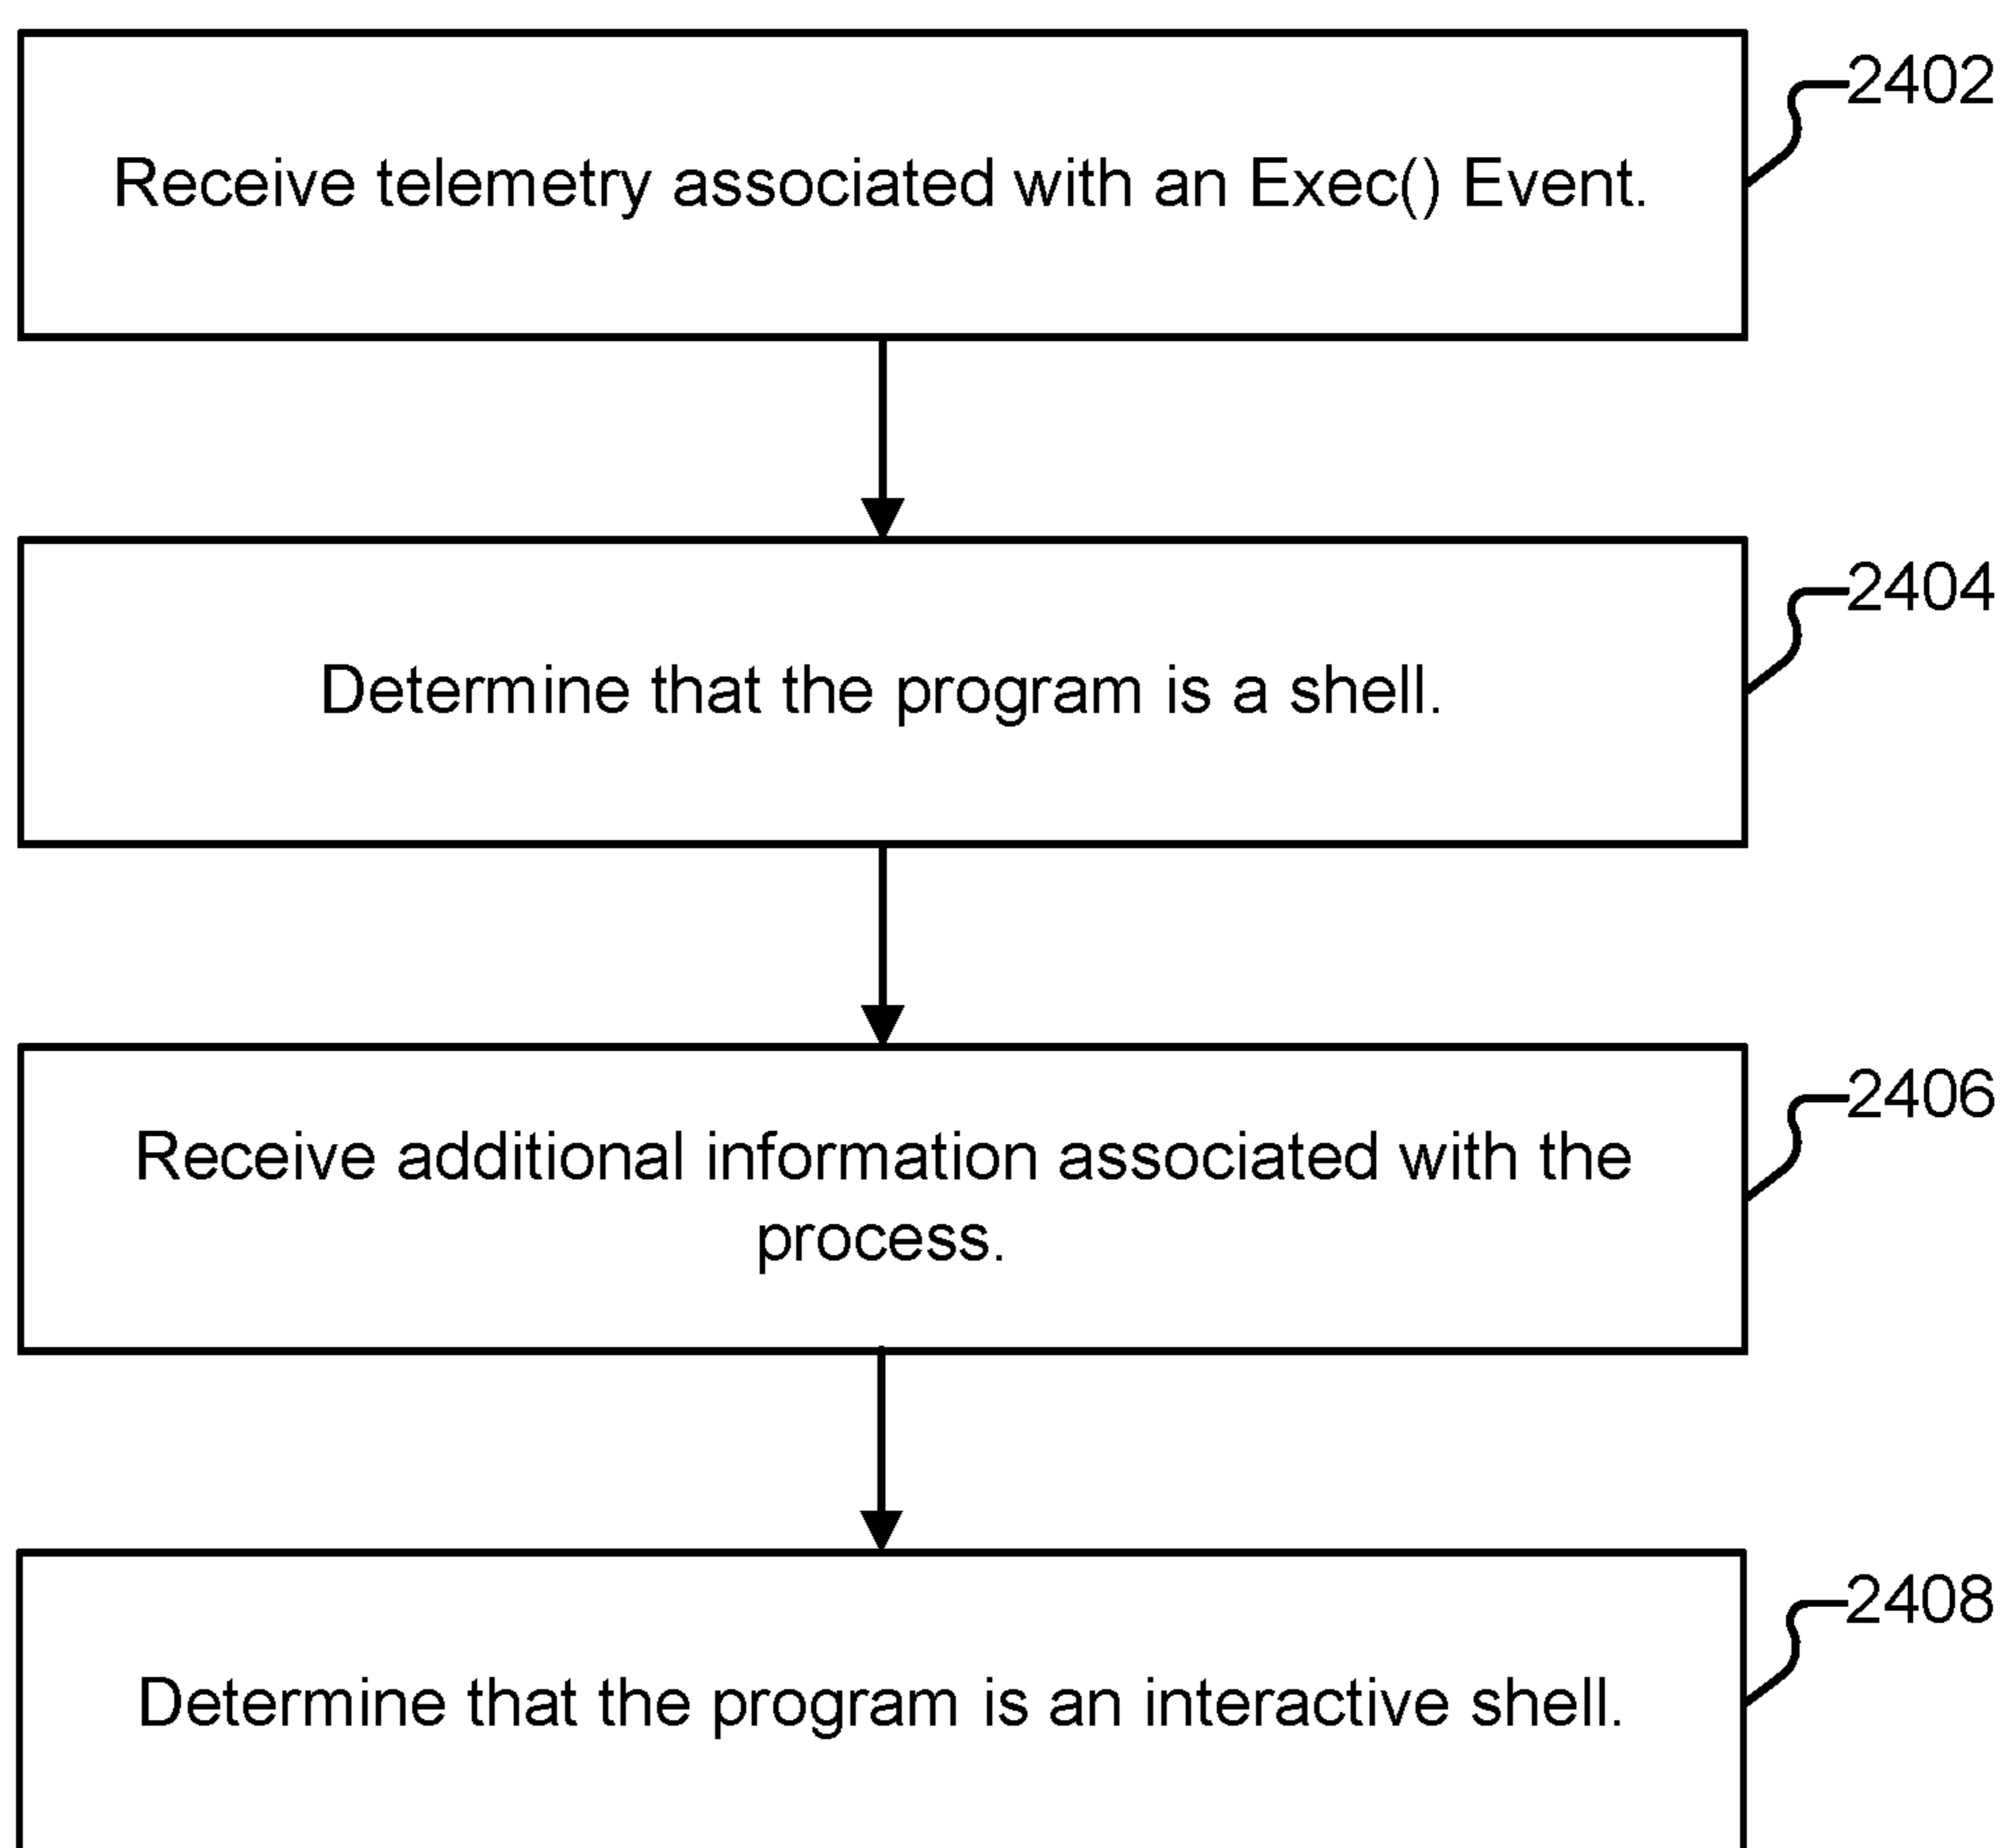 2402
Receive telemetry associated with an Exec() Event.
2404
Determine that the program is a shell.
2406
Receive additional information associated with the
process.
2408
Determine that the program is an interactive shell.